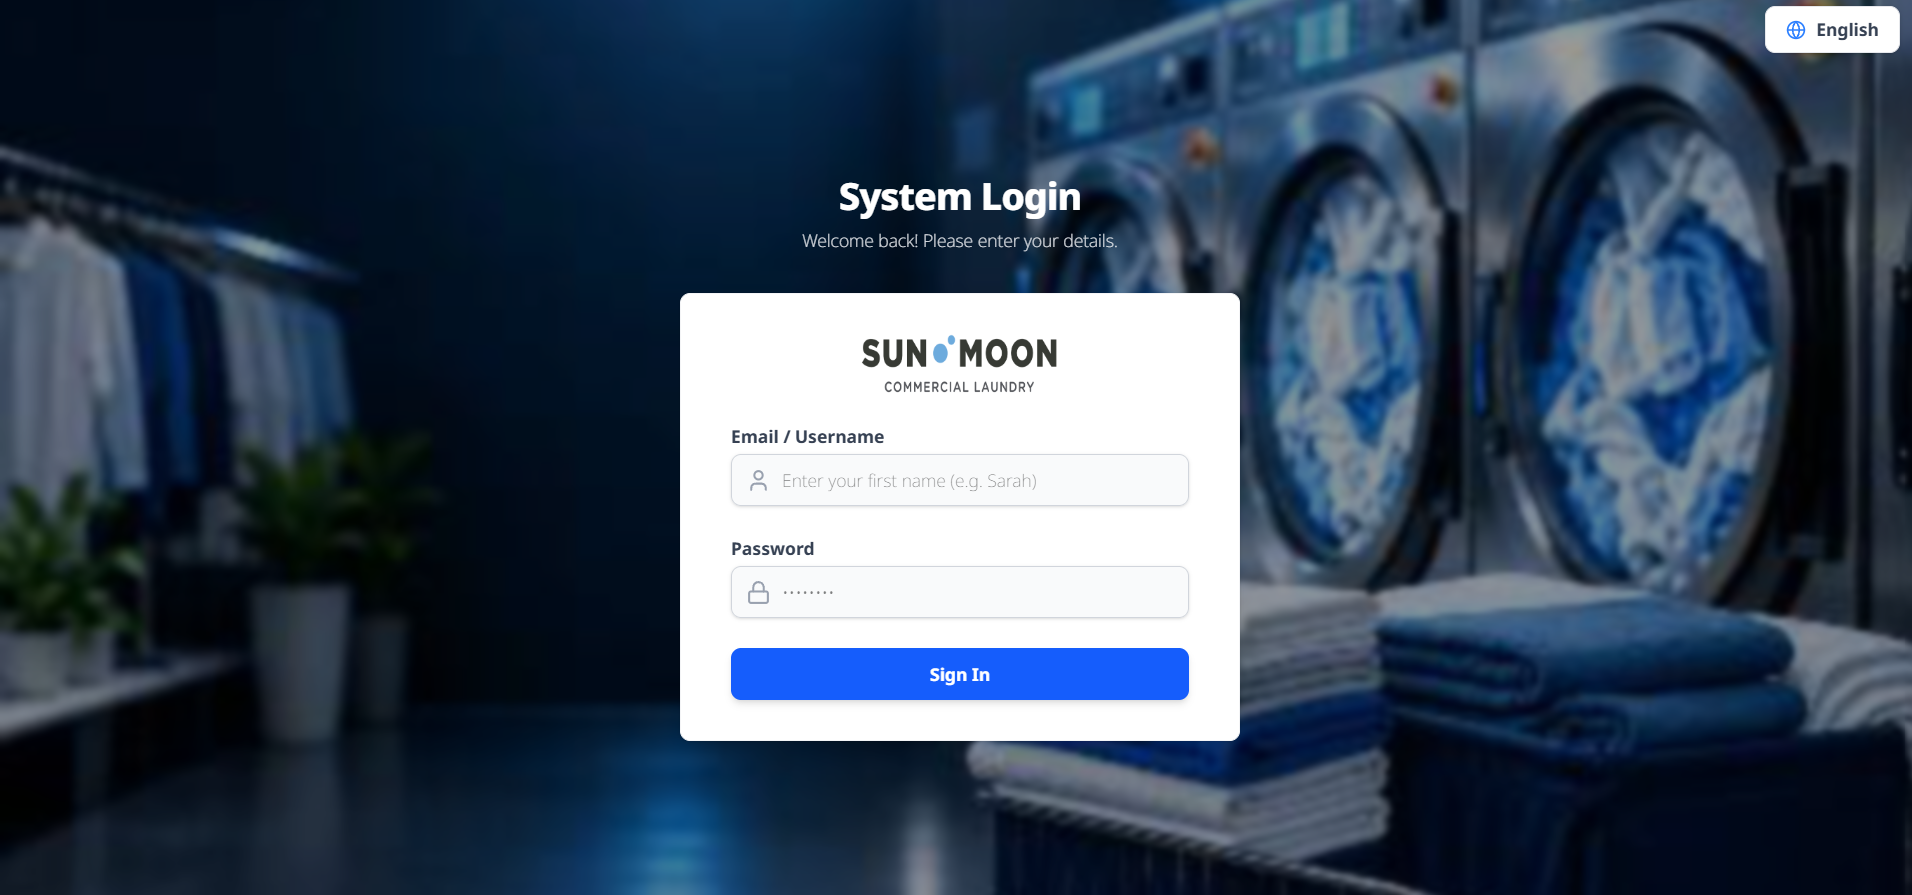 English
System Login
Welcome back! Please enter your details.
SUN MOON
COMMERCIAL LAUNDRY
Email / Username
Enter your first name (e.g. Sarah)
Password
········
Sign In